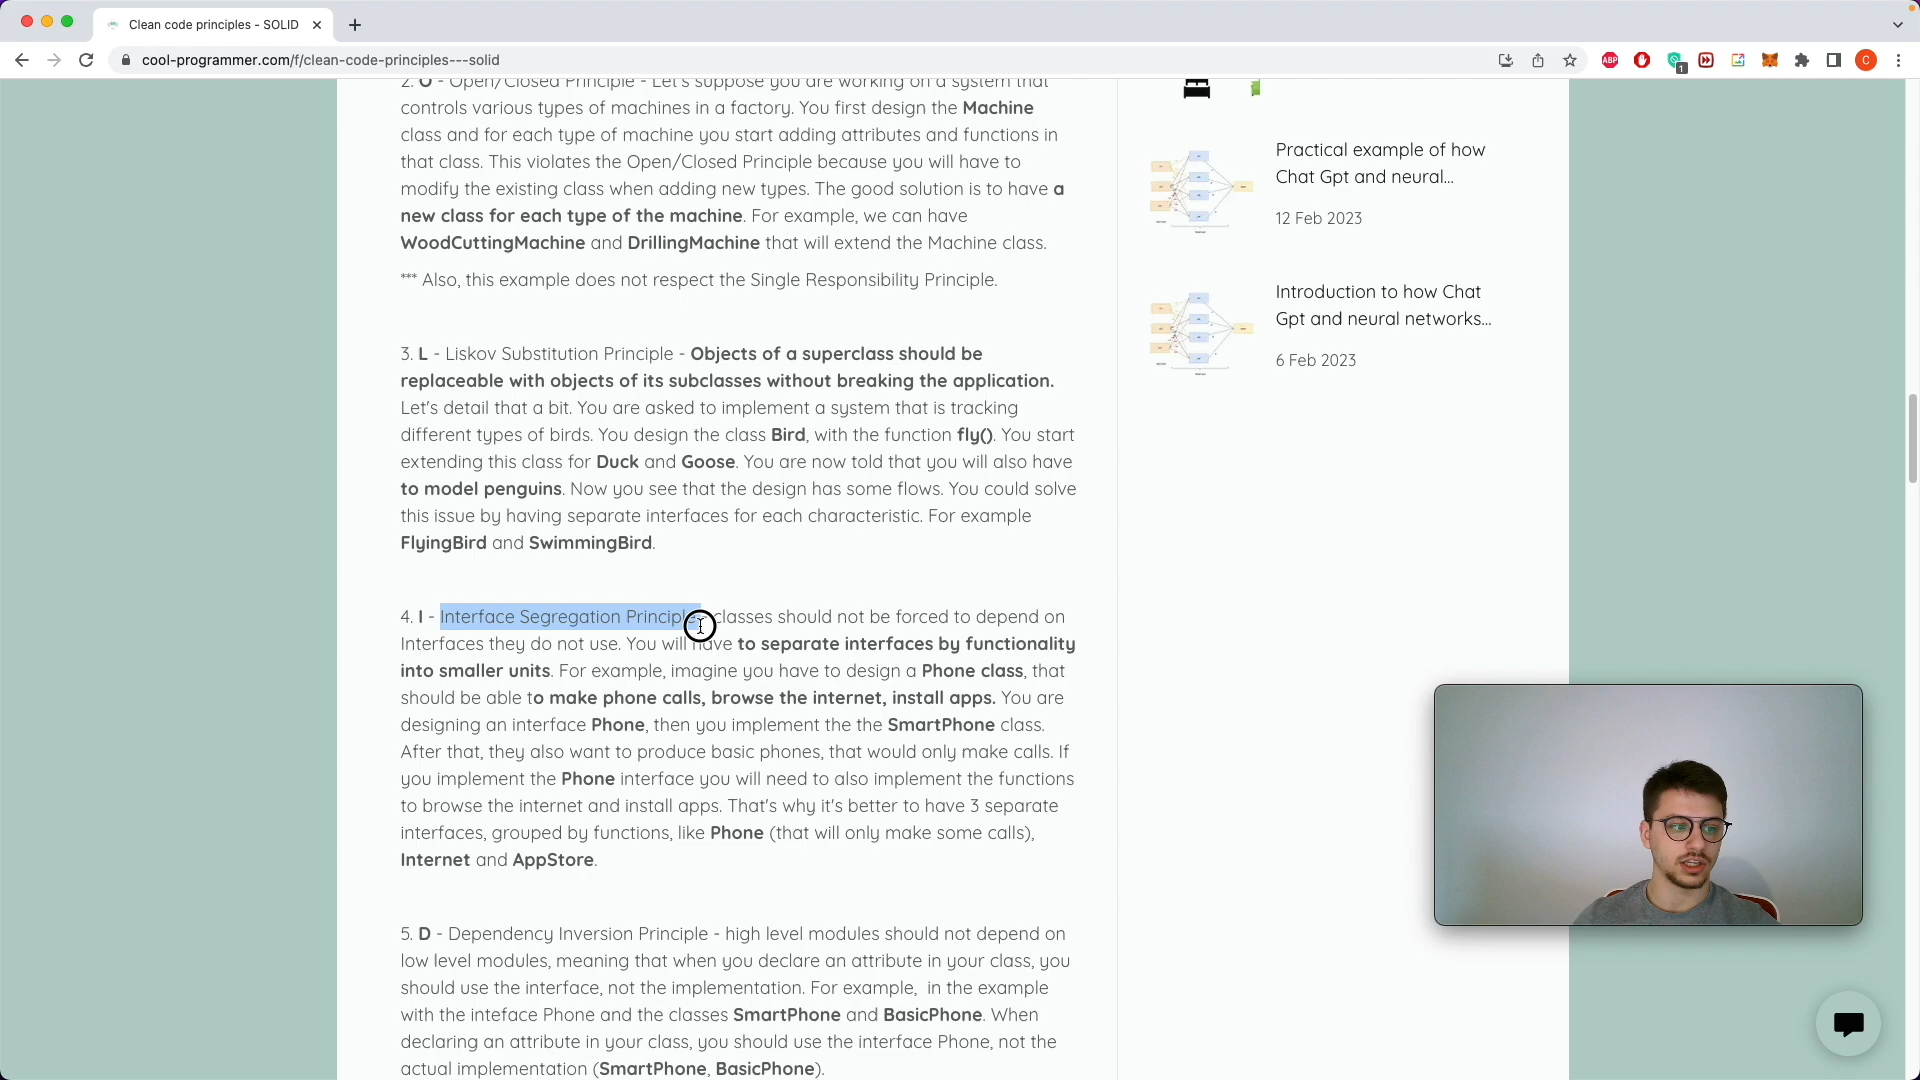 Clean code principles - SOLID
cool-programmer.com/f/clean-code-principles---solid
ABP
1
C
2. O - Open/Closed Principle - Let's suppose you are working on a system that
controls various types of machines in a factory. You first design the Machine
class and for each type of machine you start adding attributes and functions in
that class. This violates the Open/Closed Principle because you will have to
modify the existing class when adding new types. The good solution is to have a
new class for each type of the machine. For example, we can have
WoodCuttingMachine and DrillingMachine that will extend the Machine class.
*** Also, this example does not respect the Single Responsibility Principle.
3. L - Liskov Substitution Principle - Objects of a superclass should be
replaceable with objects of its subclasses without breaking the application.
Let's detail that a bit. You are asked to implement a system that is tracking
different types of birds. You design the class Bird, with the function fly(). You start
extending this class for Duck and Goose. You are now told that you will also have
to model penguins. Now you see that the design has some flows. You could solve
this issue by having separate interfaces for each characteristic. For example
FlyingBird and SwimmingBird.
4. I - Interface Segregation Principle - classes should not be forced to depend on
Interfaces they do not use. You will have to separate interfaces by functionality
into smaller units. For example, imagine you have to design a Phone class, that
should be able to make phone calls, browse the internet, install apps. You are
designing an interface Phone, then you implement the the SmartPhone class.
After that, they also want to produce basic phones, that would only make calls. If
you implement the Phone interface you will need to also implement the functions
to browse the internet and install apps. That's why it's better to have 3 separate
interfaces, grouped by functions, like Phone (that will only make some calls),
Internet and AppStore.
5. D - Dependency Inversion Principle - high level modules should not depend on
low level modules, meaning that when you declare an attribute in your class, you
should use the interface, not the implementation. For example,  in the example
with the inteface Phone and the classes SmartPhone and BasicPhone. When
declaring an attribute in your class, you should use the interface Phone, not the
actual implementation (SmartPhone, BasicPhone).
Practical example of how
Chat Gpt and neural...
12 Feb 2023
Introduction to how Chat
Gpt and neural networks...
6 Feb 2023